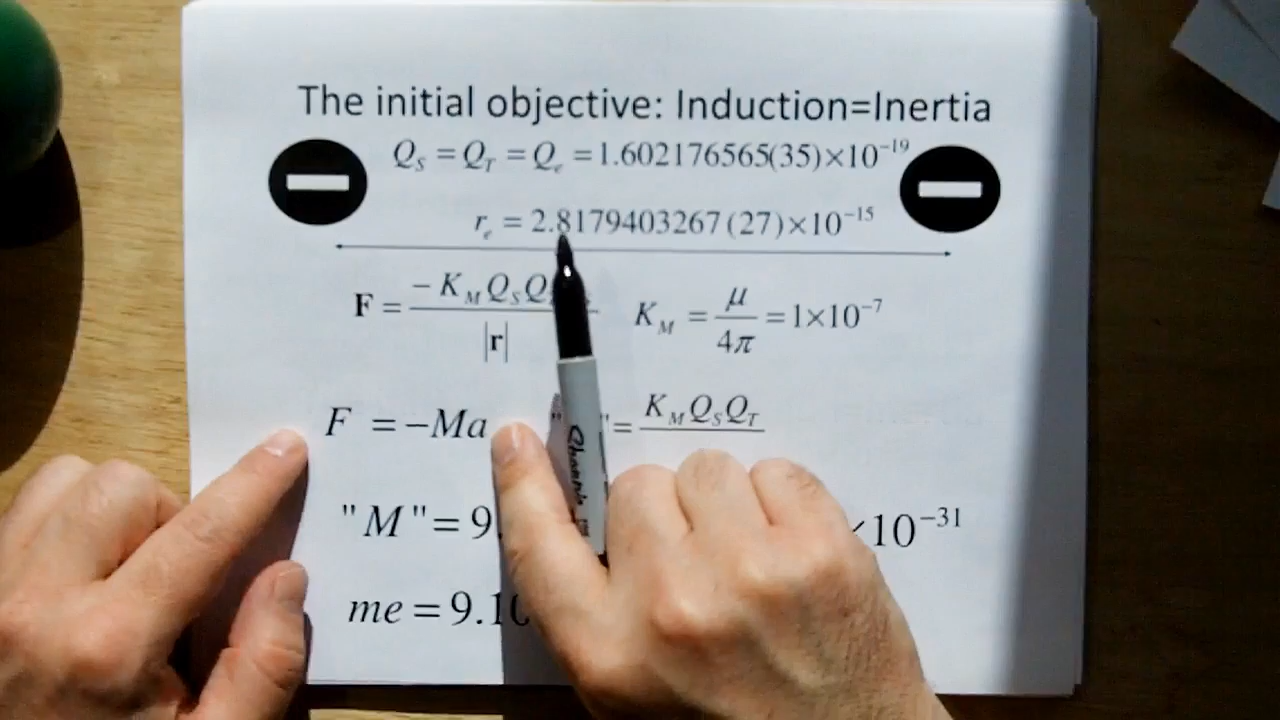 The initial objective: Induction=Inertia
Q_S = Q_T = Q_e = 1.602176565(35)×10^−19
r_e = 2.8179403267(27)×10^−15
F = −K_M Q_S Q / |r|
K_M = μ / 4π = 1×10^−7
F = −Ma " " = K_M Q_S Q_T
"M" = 9 ×10^−31
me = 9.10
Sharpie